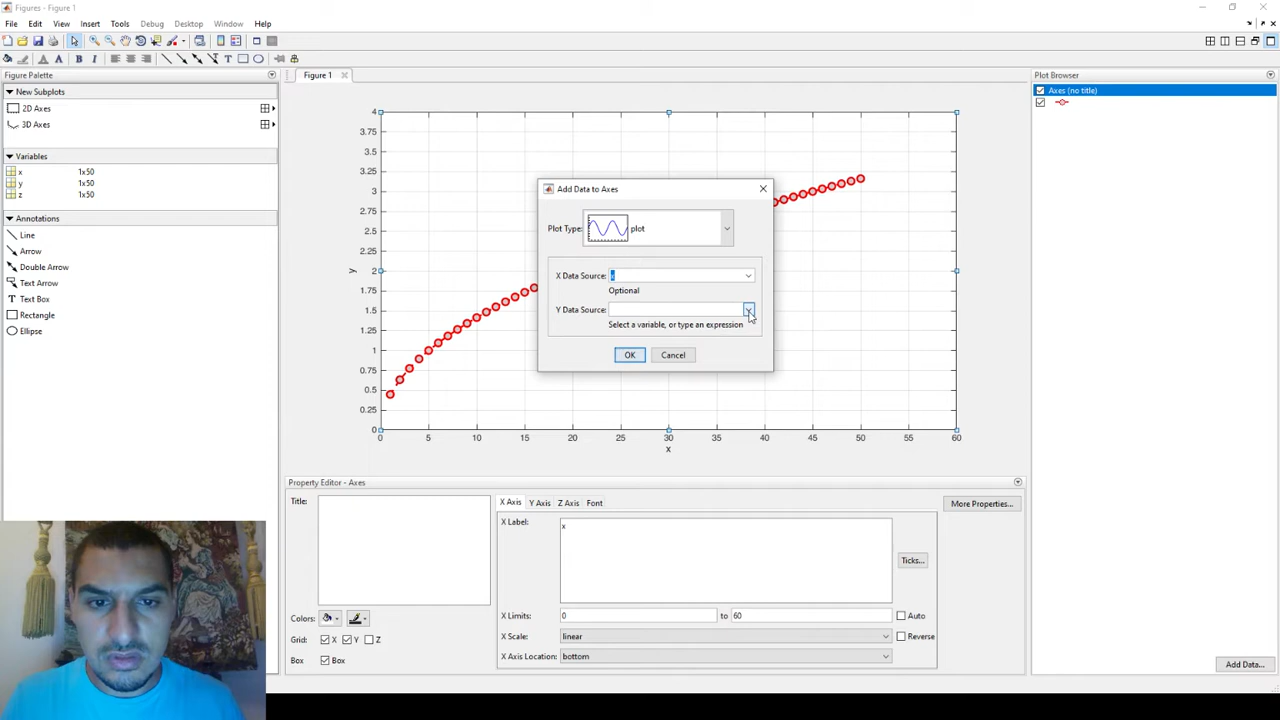 Figures - Figure 1
File Edit View Insert Tools Debug Desktop Window Help
Figure Palette
Figure 1
Plot Browser
New Subplots
2D Axes
3D Axes
Variables
x 1x50
y 1x50
z 1x50
Annotations
Line
Arrow
Double Arrow
Text Arrow
Text Box
Rectangle
Ellipse
4
3.75
3.5
3.25
3
2.75
2.5
2.25
2
1.75
1.5
1.25
1
0.75
0.5
0.25
0
y
0 5 10 15 20 25 30 35 40 45 50 55 60
x
Add Data to Axes
Plot Type: plot
X Data Source: x
Optional
Y Data Source:
Select a variable, or type an expression
OK Cancel
Axes (no title)
Property Editor - Axes
Title:
X Axis Y Axis Z Axis Font
More Properties...
X Label: x
Ticks...
Colors:
Grid: X Y Z
Box Box
X Limits: 0 to 60 Auto
X Scale: linear Reverse
X Axis Location: bottom
Add Data...